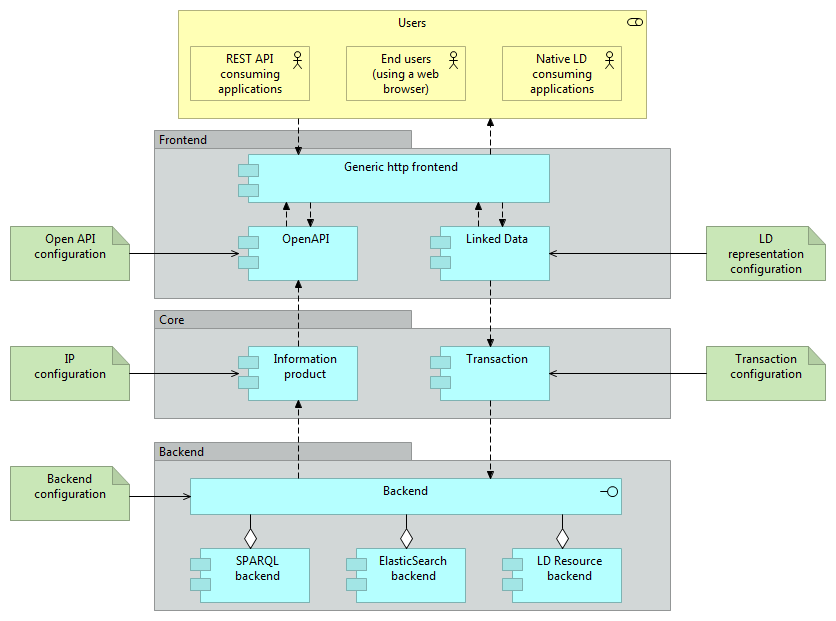 Users
REST API
consuming
applications
End users
(using a web
browser)
Native LD
consuming
applications
Frontend
Generic http frontend
Open API
configuration
OpenAPI
Linked Data
LD
representation
configuration
Core
IP
configuration
Information
product
Transaction
Transaction
configuration
Backend
Backend
configuration
Backend
SPARQL
backend
ElasticSearch
backend
LD Resource
backend